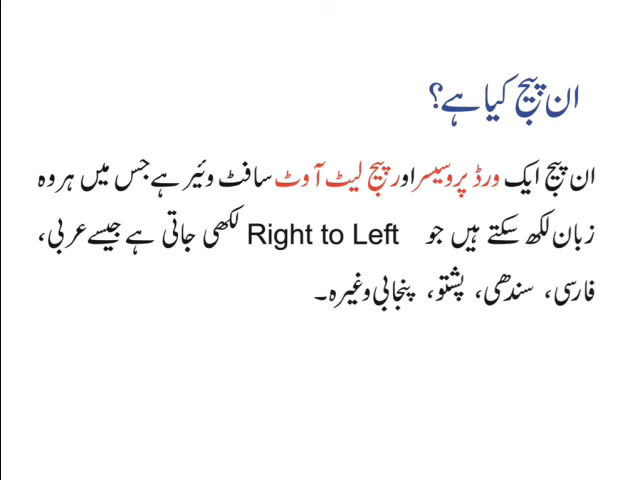 ان پیج کیا ہے؟
ان پیج ایک ورڈ پروسیسر اور پیج لیٹ آوٹ سافٹ وئیر ہے جس میں ہر وہ
زبان لکھ سکتے ہیں جو Right to Left لکھی جاتی ہے جیسے عربی،
فارسی، سندھی، پشتو، پنجابی وغیرہ۔